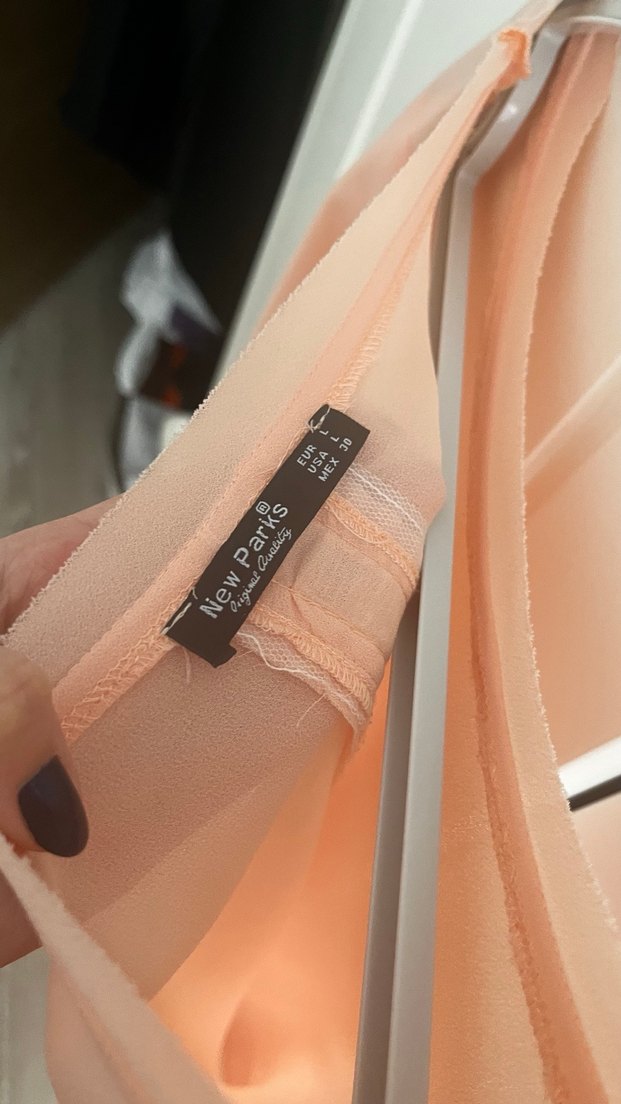 New Parks®
Original Quality
EUR L
USA L
MEX 30